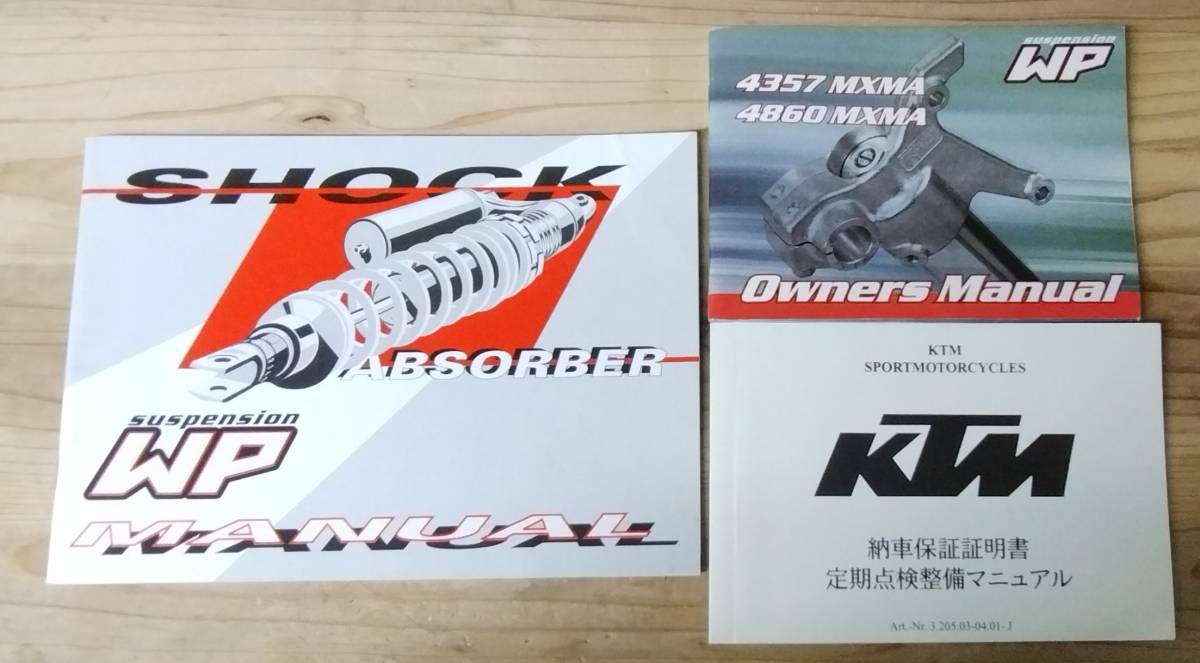 SHOCK
ABSORBER
suspension
WP
MANUAL
suspension
WP
4357 MXMA
4860 MXMA
Owners Manual
KTM
SPORTMOTORCYCLES
KTM
納車保証証明書
定期点検整備マニュアル
Art.-Nr. 3.205.03-04.01-J